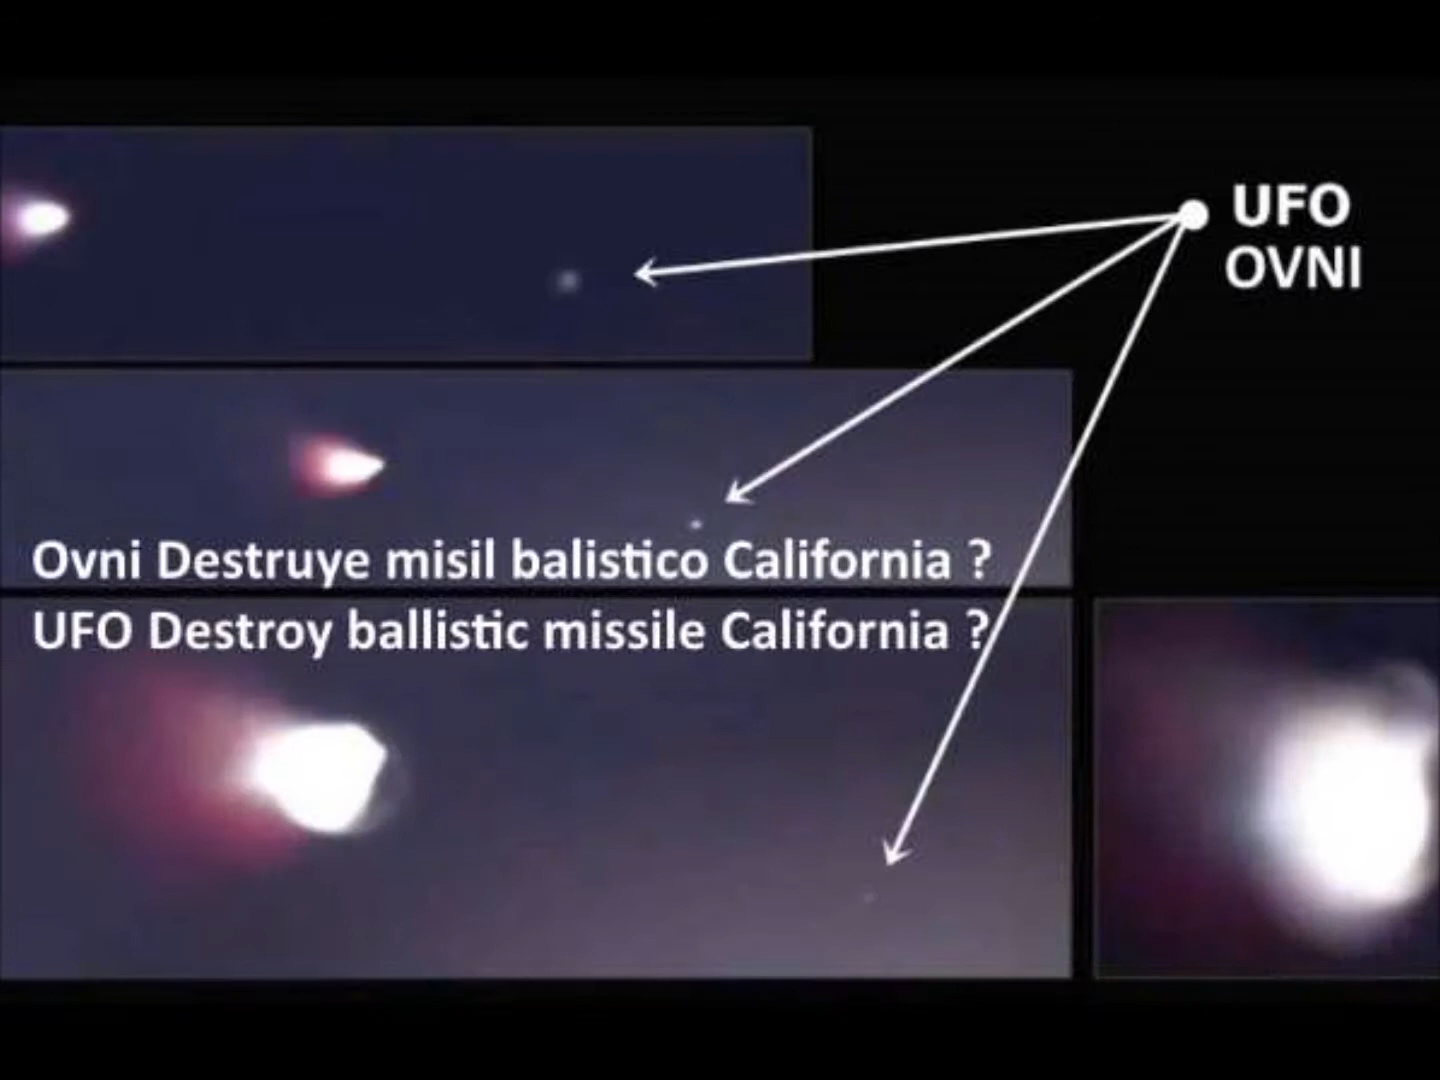 UFO
OVNI
Ovni Destruye misil balistico California ?
UFO Destroy ballistic missile California ?